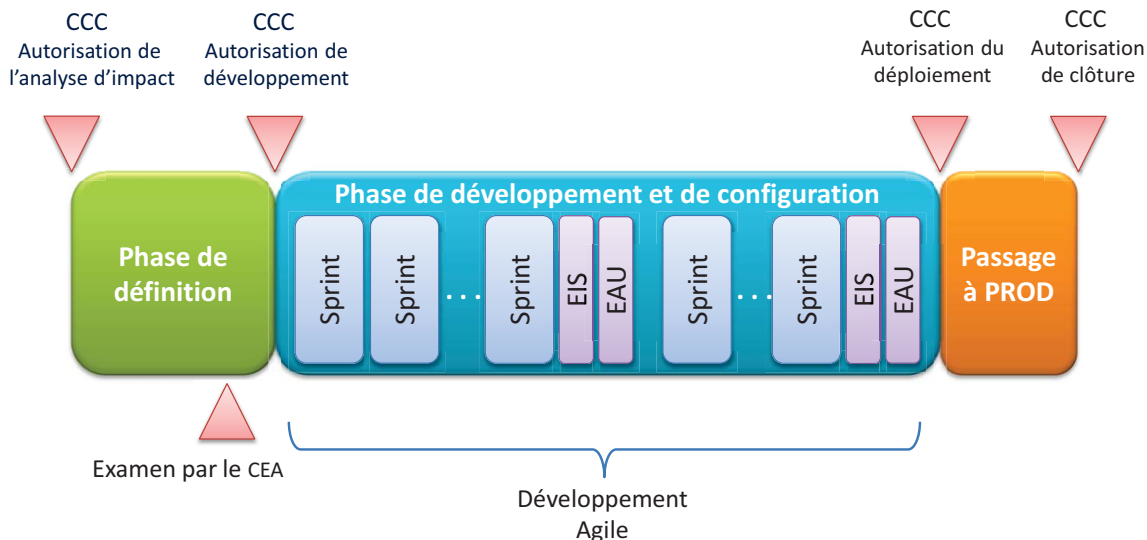 CCC
Autorisation de
l’analyse d’impact
CCC
Autorisation de
développement
CCC
Autorisation du
déploiement
CCC
Autorisation
de clôture
Phase de
définition
Phase de développement et de configuration
Sprint
Sprint
...
Sprint
EIS
EAU
Sprint
...
Sprint
EIS
EAU
Passage
à PROD
Examen par le CEA
Développement
Agile